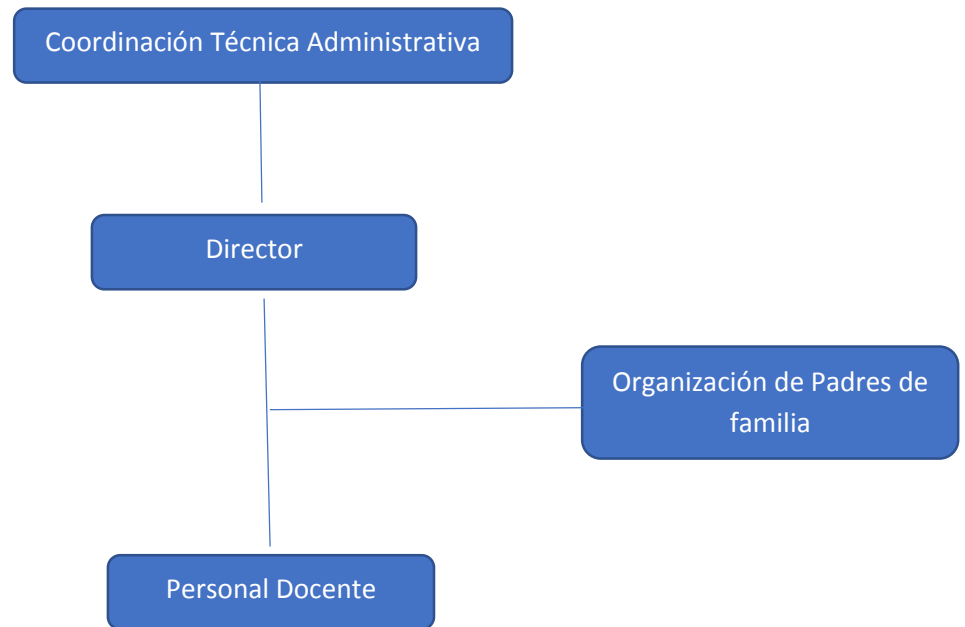 Coordinación Técnica Administrativa
Director
Organización de Padres de
familia
Personal Docente